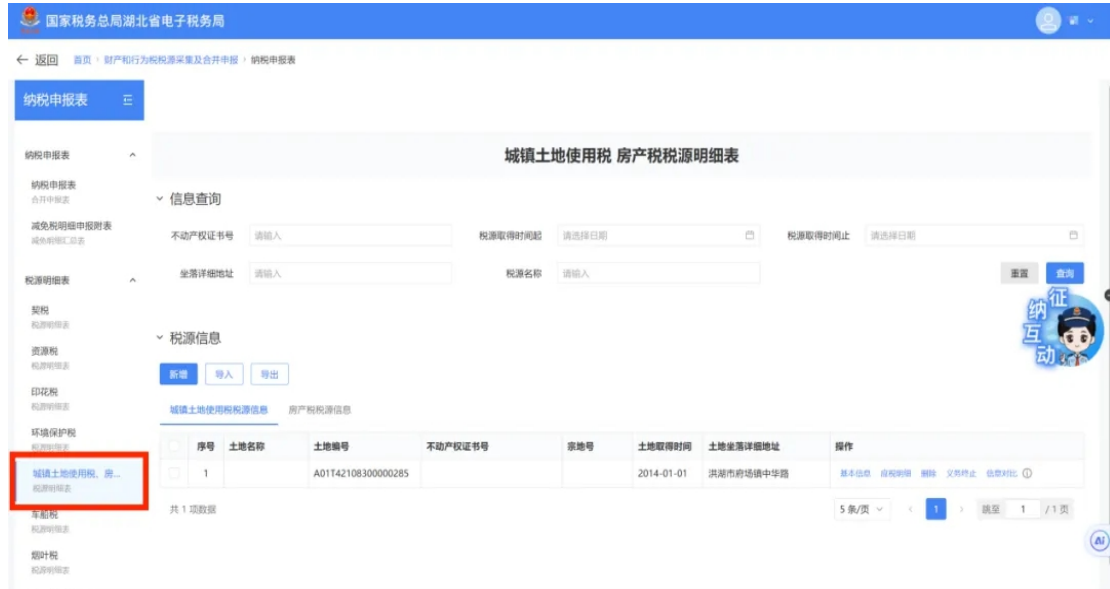 国家税务总局湖北省电子税务局
← 返回 首页 › 财产和行为税税源采集及合并申报 › 纳税申报表
纳税申报表
城镇土地使用税 房产税税源明细表
纳税申报表
纳税申报表
合并申报表
减免税明细申报附表
减免明细汇总表
税源明细表
契税
税源明细表
资源税
税源明细表
印花税
税源明细表
环境保护税
税源明细表
城镇土地使用税、房...
税源明细表
车船税
税源明细表
烟叶税
税源明细表
信息查询
不动产权证书号 请输入 税源取得时间起 请选择日期 税源取得时间止 请选择日期
坐落详细地址 请输入 税源名称 请输入 重置 查询
征纳互动
税源信息
新增 导入 导出
城镇土地使用税税源信息 房产税税源信息
序号 土地名称 土地编号 不动产权证书号 宗地号 土地取得时间 土地坐落详细地址 操作
1 A01T42108300000285 2014-01-01 洪湖市府场镇中华路 基本信息 应税明细 删除 义务终止 信息对比
共 1 项数据 5 条/页 1 跳至 1 / 1 页
AI